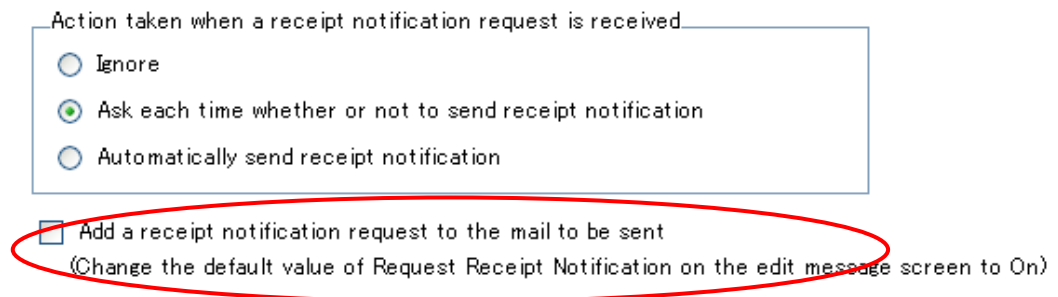 Action taken when a receipt notification request is received
Ignore
Ask each time whether or not to send receipt notification
Automatically send receipt notification
Add a receipt notification request to the mail to be sent
(Change the default value of Request Receipt Notification on the edit message screen to On)